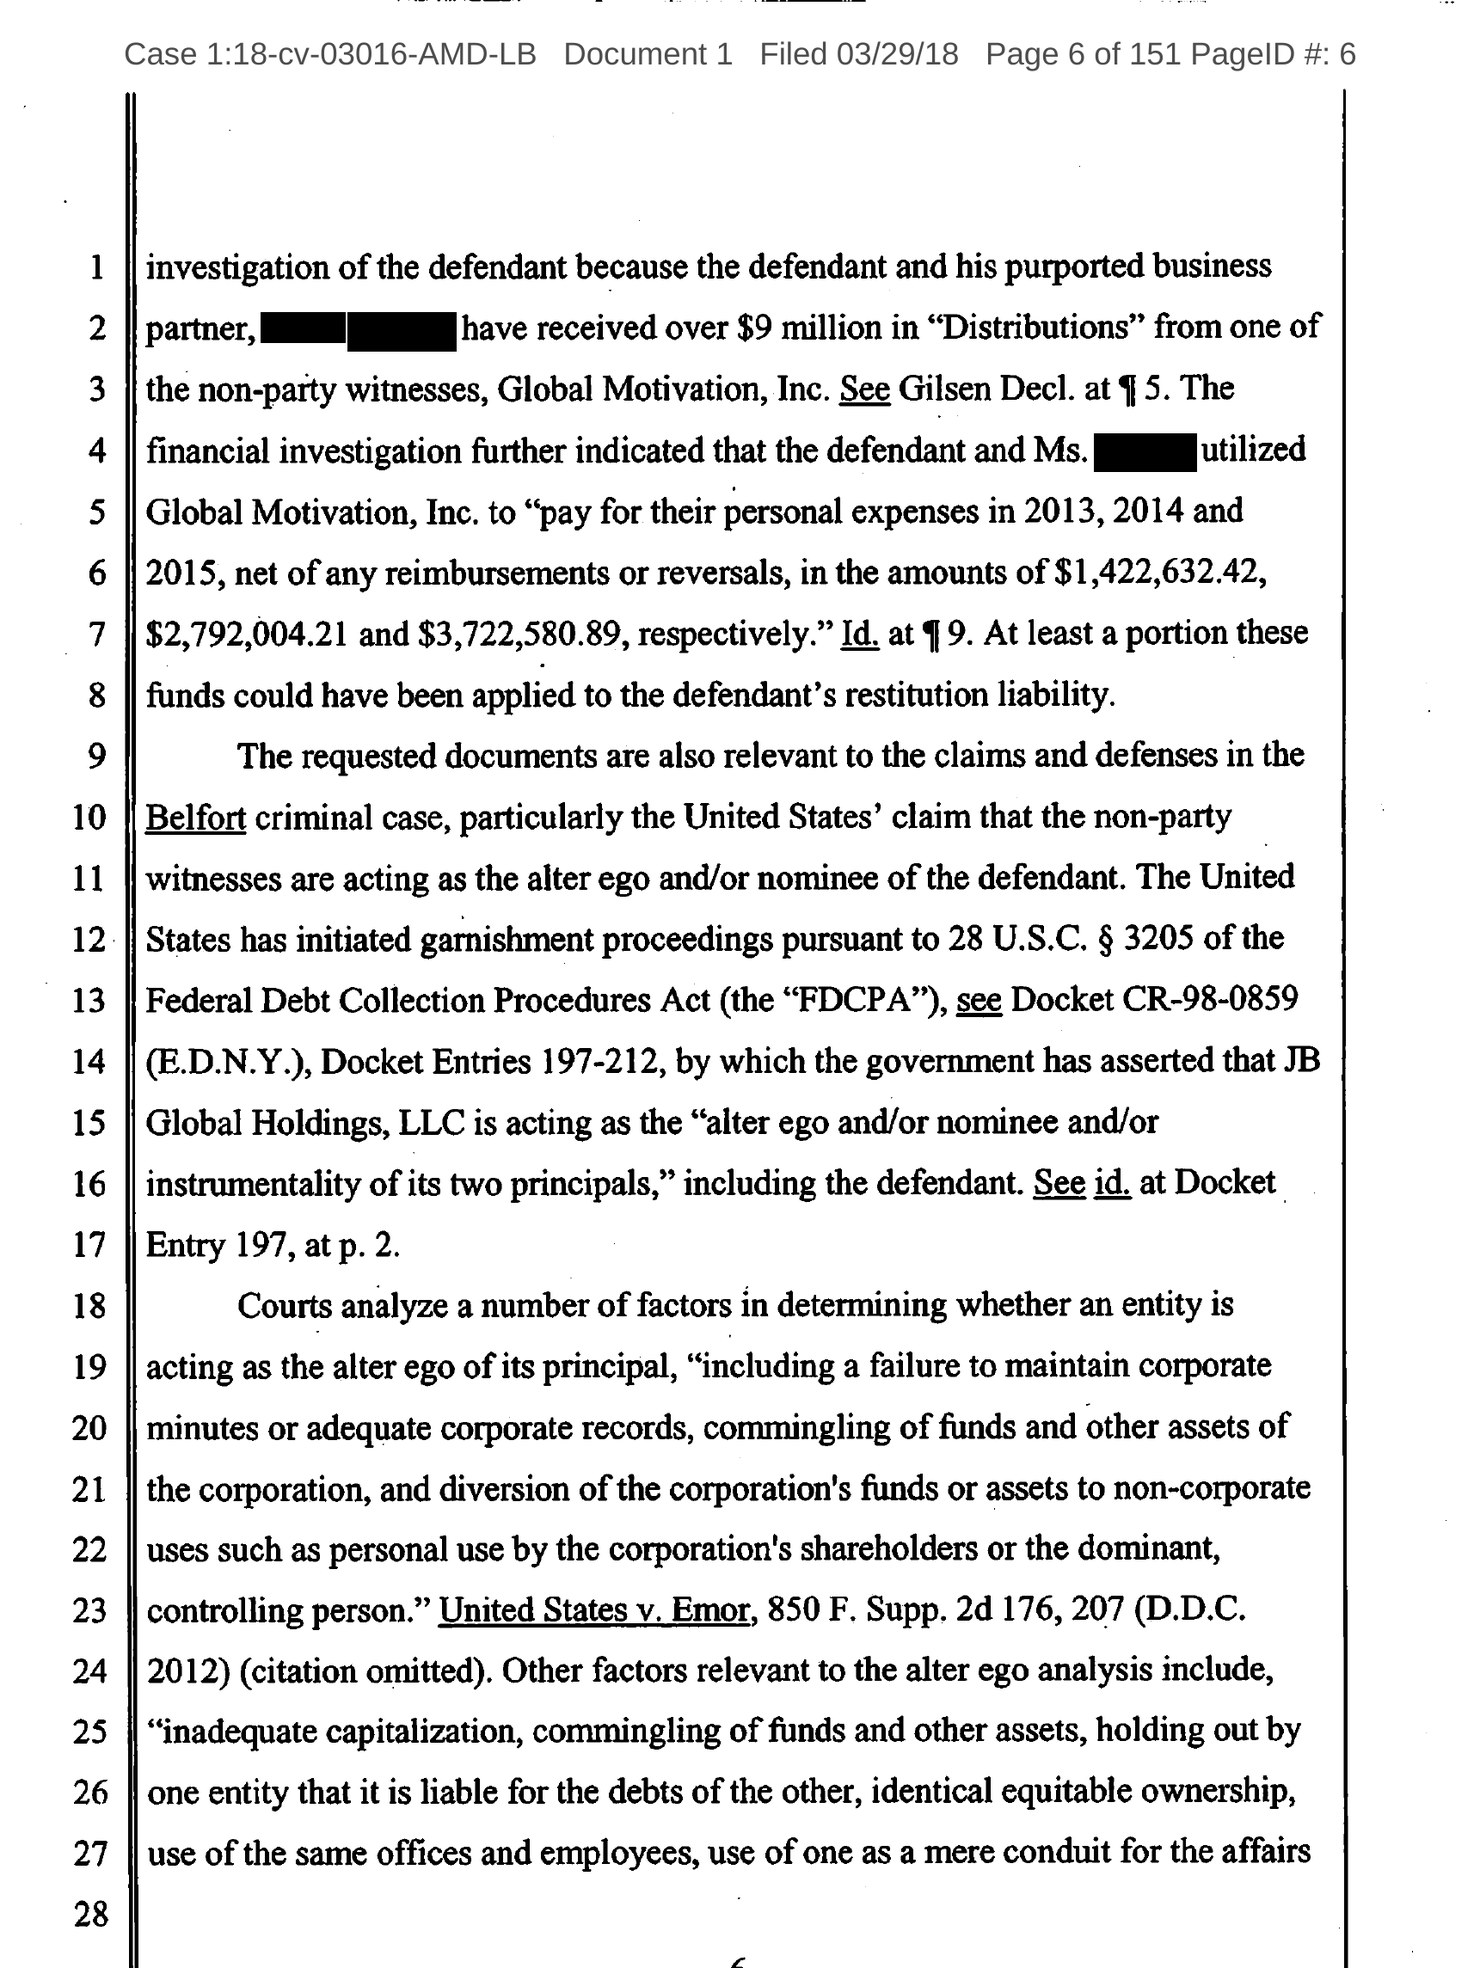 Case 1:18-cv-03016-AMD-LB Document 1 Filed 03/29/18 Page 6 of 151 PageID #: 6
1 investigation of the defendant because the defendant and his purported business
2 partner, have received over $9 million in “Distributions” from one of
3 the non-party witnesses, Global Motivation, Inc. See Gilsen Decl. at ¶ 5. The
4 financial investigation further indicated that the defendant and Ms. utilized
5 Global Motivation, Inc. to “pay for their personal expenses in 2013, 2014 and
6 2015, net of any reimbursements or reversals, in the amounts of $1,422,632.42,
7 $2,792,004.21 and $3,722,580.89, respectively.” Id. at ¶ 9. At least a portion these
8 funds could have been applied to the defendant’s restitution liability.
9 The requested documents are also relevant to the claims and defenses in the
10 Belfort criminal case, particularly the United States’ claim that the non-party
11 witnesses are acting as the alter ego and/or nominee of the defendant. The United
12 States has initiated garnishment proceedings pursuant to 28 U.S.C. § 3205 of the
13 Federal Debt Collection Procedures Act (the “FDCPA”), see Docket CR-98-0859
14 (E.D.N.Y.), Docket Entries 197-212, by which the government has asserted that JB
15 Global Holdings, LLC is acting as the “alter ego and/or nominee and/or
16 instrumentality of its two principals,” including the defendant. See id. at Docket
17 Entry 197, at p. 2.
18 Courts analyze a number of factors in determining whether an entity is
19 acting as the alter ego of its principal, “including a failure to maintain corporate
20 minutes or adequate corporate records, commingling of funds and other assets of
21 the corporation, and diversion of the corporation's funds or assets to non-corporate
22 uses such as personal use by the corporation's shareholders or the dominant,
23 controlling person.” United States v. Emor, 850 F. Supp. 2d 176, 207 (D.D.C.
24 2012) (citation omitted). Other factors relevant to the alter ego analysis include,
25 “inadequate capitalization, commingling of funds and other assets, holding out by
26 one entity that it is liable for the debts of the other, identical equitable ownership,
27 use of the same offices and employees, use of one as a mere conduit for the affairs
28